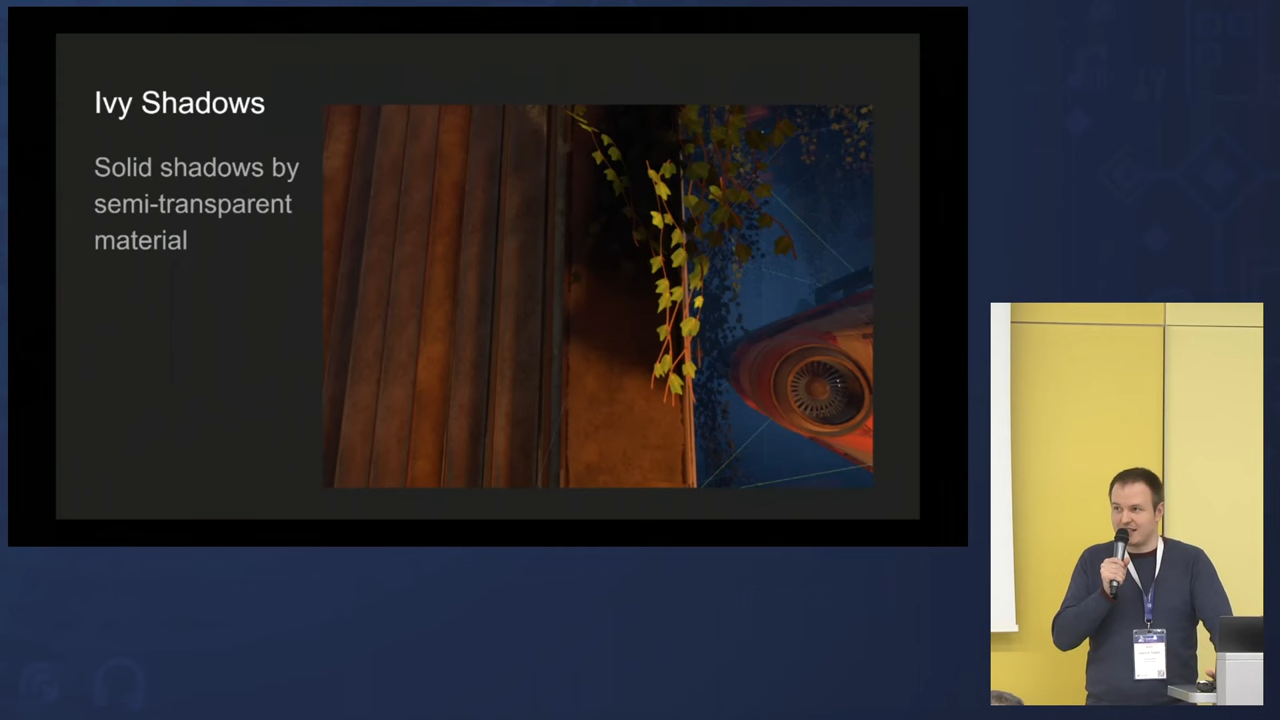 Ivy Shadows
Solid shadows by
semi-transparent
material